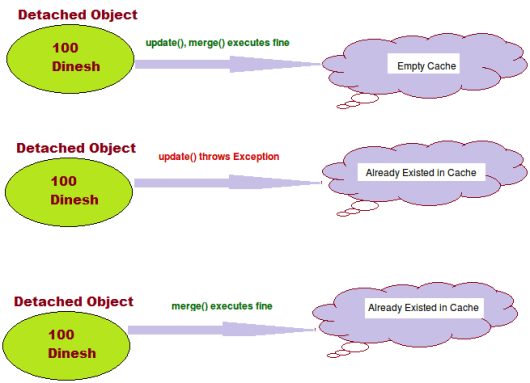 Detached Object
100
Dinesh
update(), merge() executes fine
Empty Cache
Detached Object
100
Dinesh
update() throws Exception
Already Existed in Cache
Detached Object
100
Dinesh
merge() executes fine
Already Existed in Cache